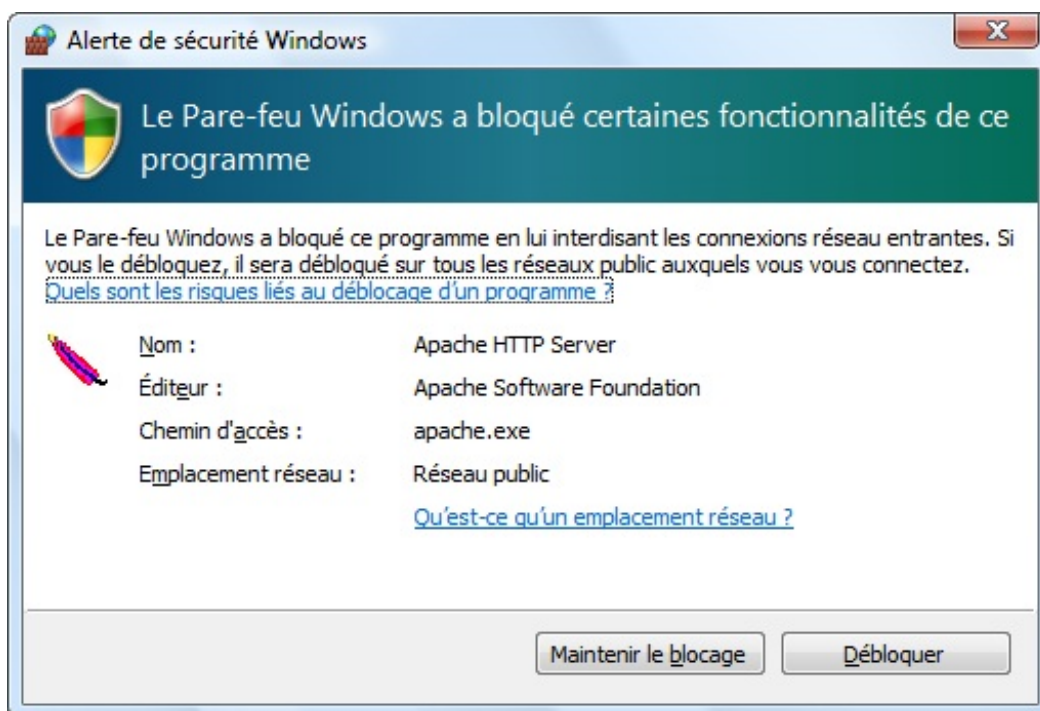 Alerte de sécurité Windows
Le Pare-feu Windows a bloqué certaines fonctionnalités de ce
programme
Le Pare-feu Windows a bloqué ce programme en lui interdisant les connexions réseau entrantes. Si
vous le débloquez, il sera débloqué sur tous les réseaux public auxquels vous vous connectez.
Quels sont les risques liés au déblocage d'un programme ?
Nom : Apache HTTP Server
Éditeur : Apache Software Foundation
Chemin d'accès : apache.exe
Emplacement réseau : Réseau public
Qu'est-ce qu'un emplacement réseau ?
Maintenir le blocage Débloquer